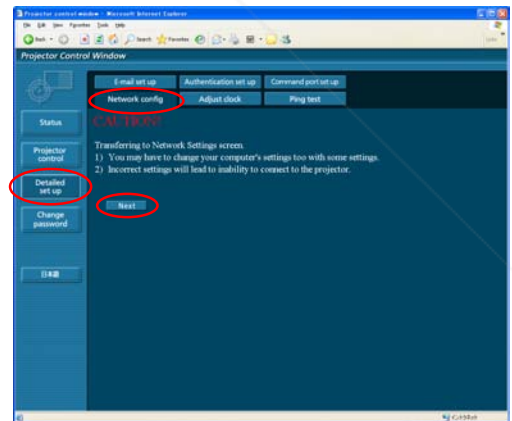 Projector control window - Microsoft Internet Explorer
Projector Control Window
E-mail set up Authentication set up Command port set up
Network config Adjust clock Ping test
Status
CAUTION!
Transferring to Network Settings screen.
1) You may have to change your computer's settings too with some settings.
2) Incorrect settings will lead to inability to connect to the projector.
Projector
control
Detailed
set up
Next
Change
password
日本語